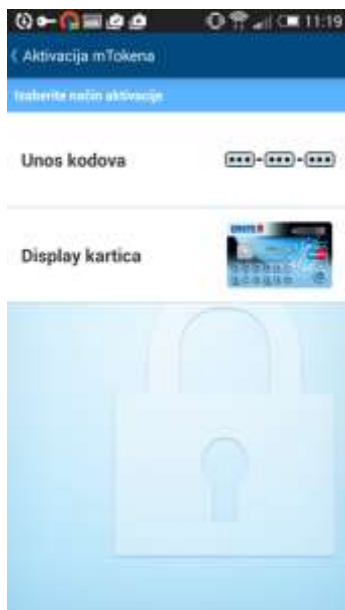 11:19
Aktivacija mTokena
Izaberite način aktivacije
Unos kodova
Display kartica